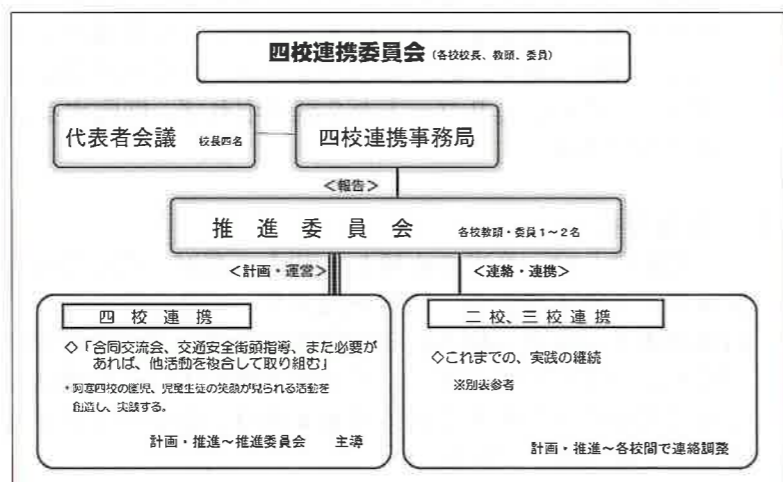 四校連携委員会（各校校長、教頭、委員）
代表者会議 校長四名
四校連携事務局
＜報告＞
推進委員会 各校教頭・委員１～２名
＜計画・運営＞
＜連絡・連携＞
四校連携
◇「合同交流会、交通安全街頭指導、また必要が
あれば、他活動を複合して取り組む」
・阿寒四校の園児、児童生徒の笑顔が見られる活動を
創造し、実践する。
計画・推進～推進委員会 主導
二校、三校連携
◇これまでの、実践の継続
※別表参考
計画・推進～各校間で連絡調整